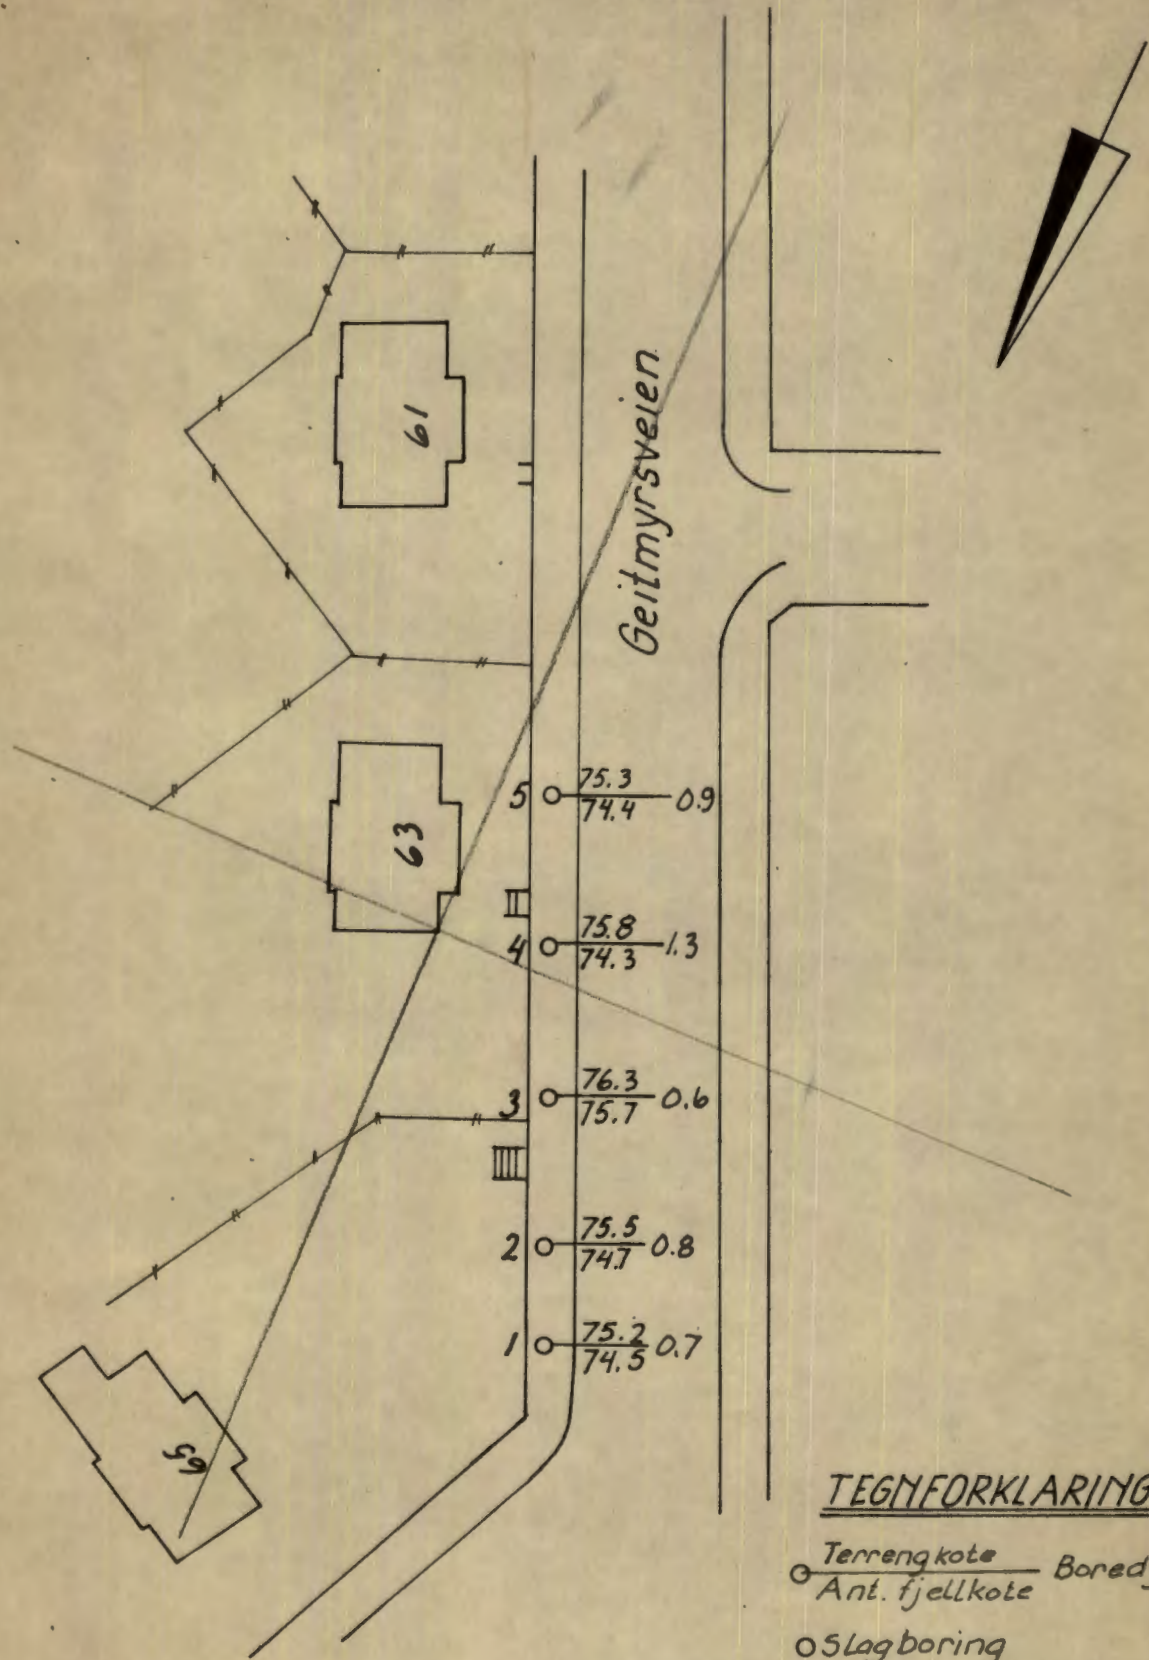 61
Geitmyrsveien
63
5 75.3 0.9
74.4
4 75.8 1.3
74.3
3 76.3 0.6
75.7
2 75.5 0.8
74.7
1 75.2 0.7
74.5
65
TEGNFORKLARING
Terrengkote
Ant. fjellkote
Slagboring